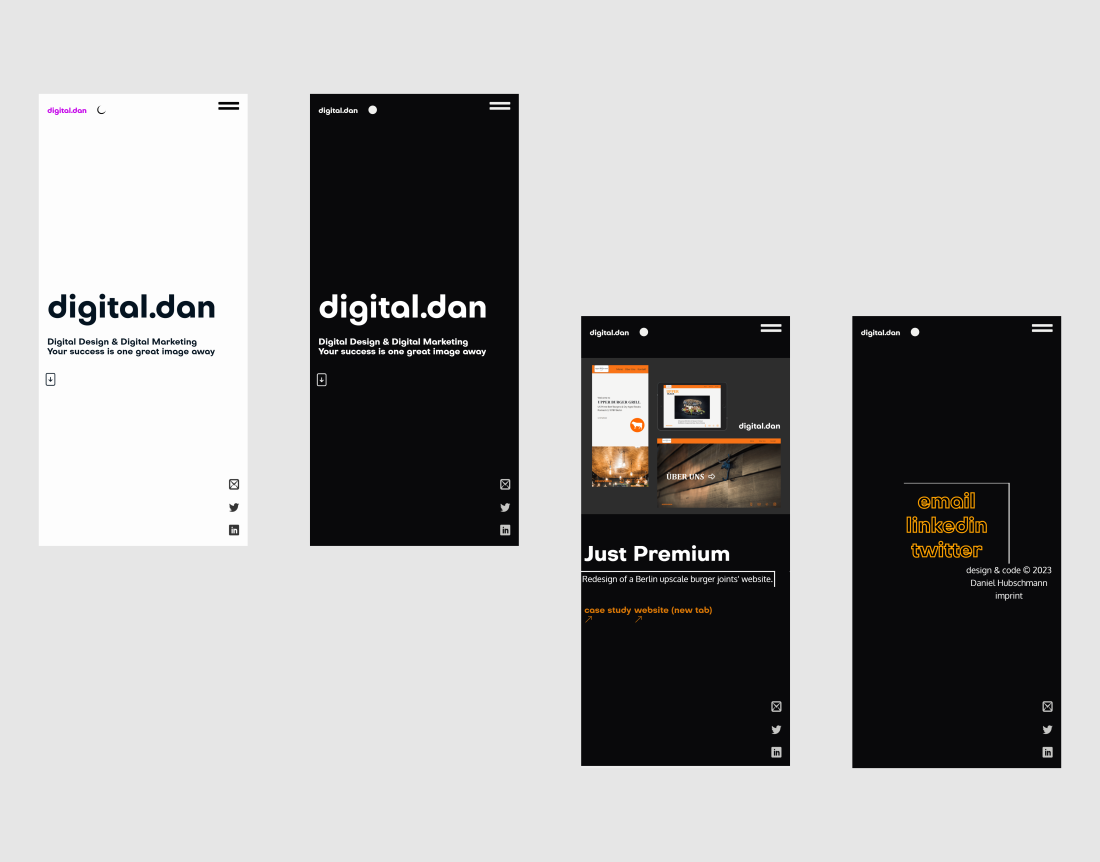 digital.dan
digital.dan
Digital Design & Digital Marketing
Your success is one great image away
digital.dan
digital.dan
Digital Design & Digital Marketing
Your success is one great image away
digital.dan
UPPER BURGER GRILL
digital.dan
ÜBER UNS
Just Premium
Redesign of a Berlin upscale burger joints' website.
case study website (new tab)
digital.dan
email
linkedin
twitter
design & code © 2023
Daniel Hubschmann
imprint